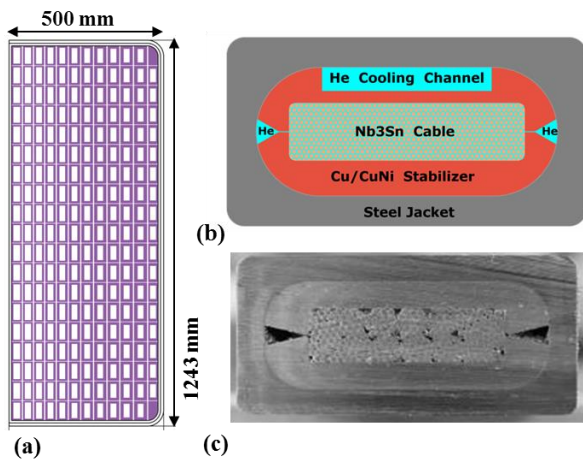 500 mm
1243 mm
(a)
He Cooling Channel
He
Nb3Sn Cable
He
Cu/CuNi Stabilizer
Steel Jacket
(b)
(c)